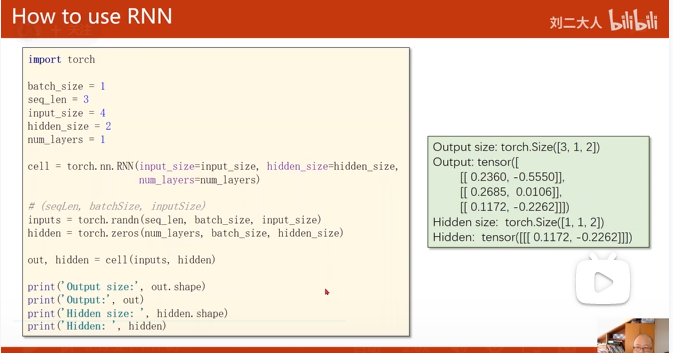 How to use RNN
刘二大人 bilibili
import torch
batch_size = 1
seq_len = 3
input_size = 4
hidden_size = 2
num_layers = 1
cell = torch.nn.RNN(input_size=input_size, hidden_size=hidden_size,
num_layers=num_layers)
# (seqLen, batchSize, inputSize)
inputs = torch.randn(seq_len, batch_size, input_size)
hidden = torch.zeros(num_layers, batch_size, hidden_size)
out, hidden = cell(inputs, hidden)
print('Output size:', out.shape)
print('Output:', out)
print('Hidden size: ', hidden.shape)
print('Hidden: ', hidden)
Output size: torch.Size([3, 1, 2])
Output: tensor([
[[ 0.2360, -0.5550]],
[[ 0.2685, 0.0106]],
[[ 0.1172, -0.2262]]])
Hidden size: torch.Size([1, 1, 2])
Hidden: tensor([[[ 0.1172, -0.2262]]])